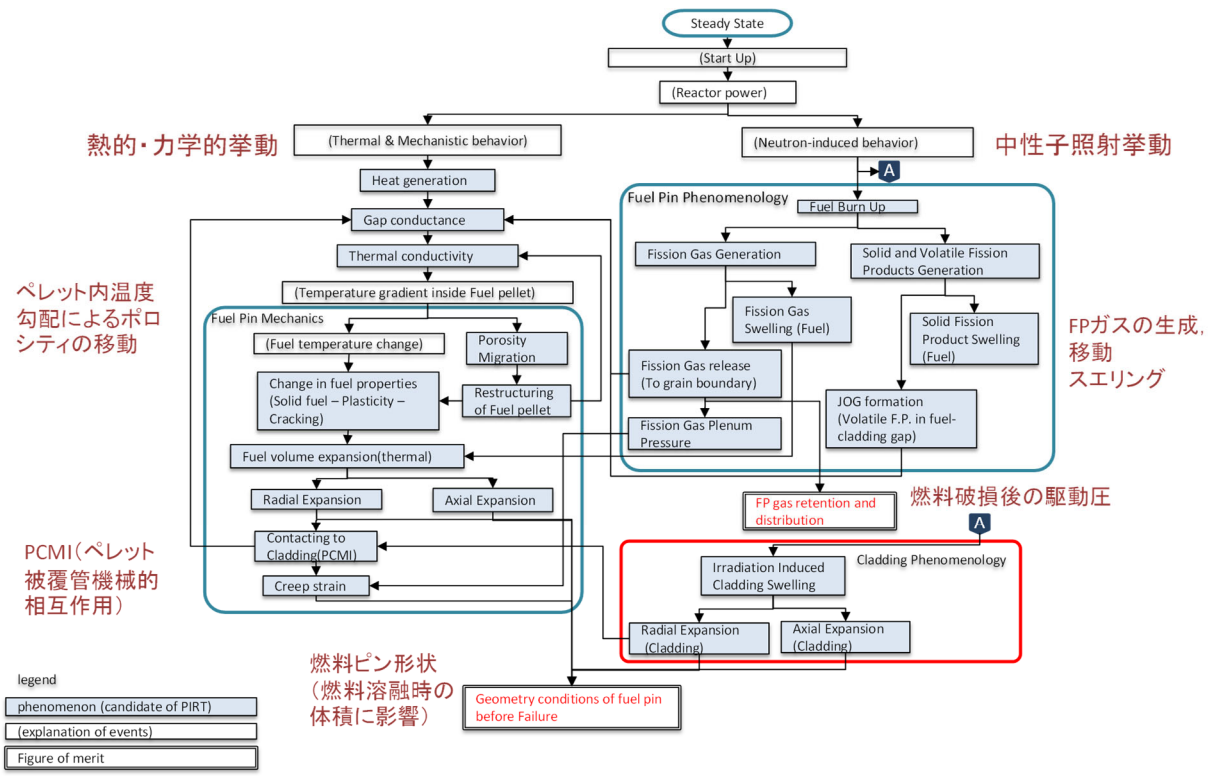 Steady State
(Start Up)
(Reactor power)
熱的・力学的挙動
(Thermal & Mechanistic behavior)
(Neutron-induced behavior)
中性子照射挙動
A
Heat generation
Gap conductance
Thermal conductivity
(Temperature gradient inside Fuel pellet)
ペレット内温度
勾配によるポロ
シティの移動
Fuel Pin Mechanics
(Fuel temperature change)
Porosity
Migration
Change in fuel properties
(Solid fuel – Plasticity –
Cracking)
Restructuring
of Fuel pellet
Fuel volume expansion(thermal)
Radial Expansion
Axial Expansion
Contacting to
Cladding(PCMI)
Creep strain
PCMI(ペレット
被覆管機械的
相互作用)
Fuel Pin Phenomenology
Fuel Burn Up
Fission Gas Generation
Solid and Volatile Fission
Products Generation
Fission Gas
Swelling (Fuel)
Solid Fission
Product Swelling
(Fuel)
Fission Gas release
(To grain boundary)
JOG formation
(Volatile F.P. in fuel-
cladding gap)
Fission Gas Plenum
Pressure
FPガスの生成,
移動
スエリング
FP gas retention and
distribution
燃料破損後の駆動圧
A
Cladding Phenomenology
Irradiation Induced
Cladding Swelling
Radial Expansion
(Cladding)
Axial Expansion
(Cladding)
燃料ピン形状
(燃料溶融時の
体積に影響)
Geometry conditions of fuel pin
before Failure
legend
phenomenon (candidate of PIRT)
(explanation of events)
Figure of merit